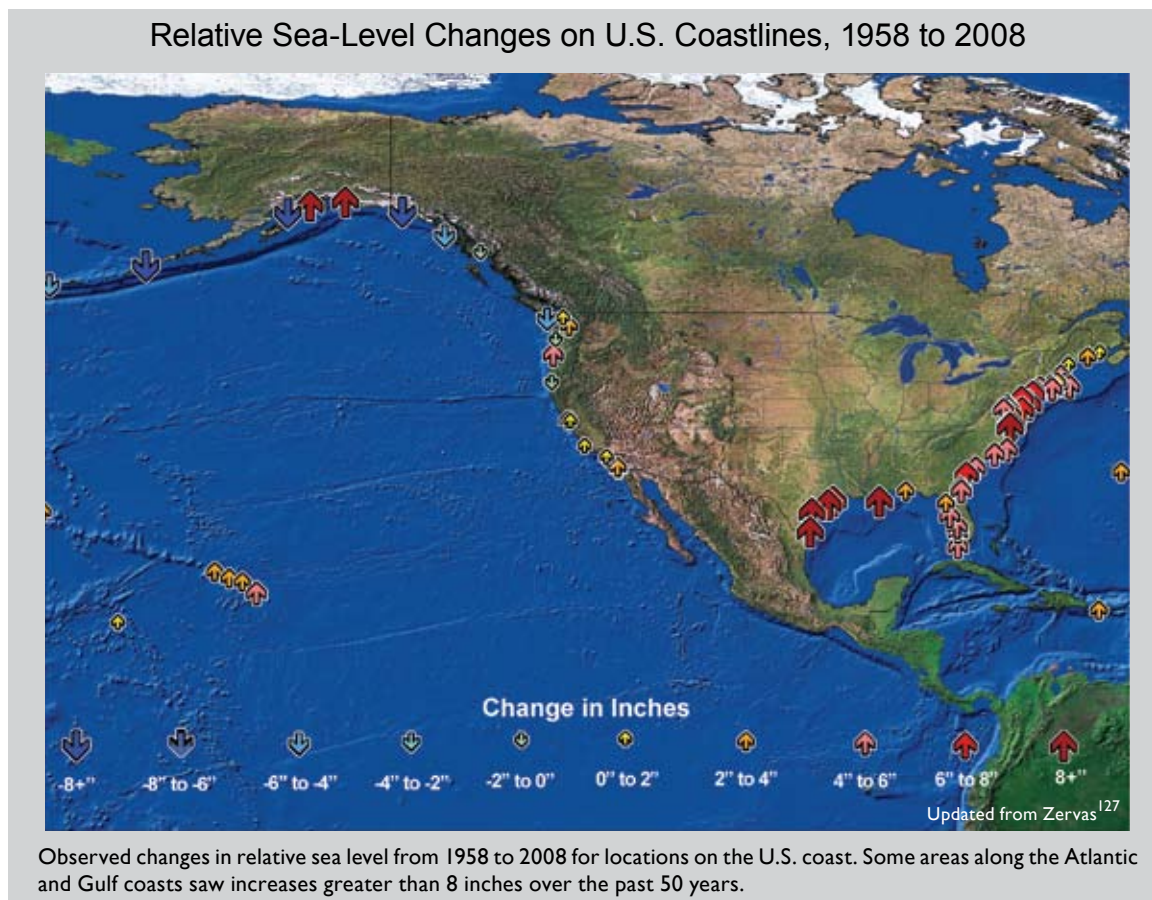 Relative Sea-Level Changes on U.S. Coastlines, 1958 to 2008
Change in Inches
-8+" -8" to -6" -6" to -4" -4" to -2" -2" to 0" 0" to 2" 2" to 4" 4" to 6" 6" to 8" 8+"
Updated from Zervas127
Observed changes in relative sea level from 1958 to 2008 for locations on the U.S. coast. Some areas along the Atlantic
and Gulf coasts saw increases greater than 8 inches over the past 50 years.